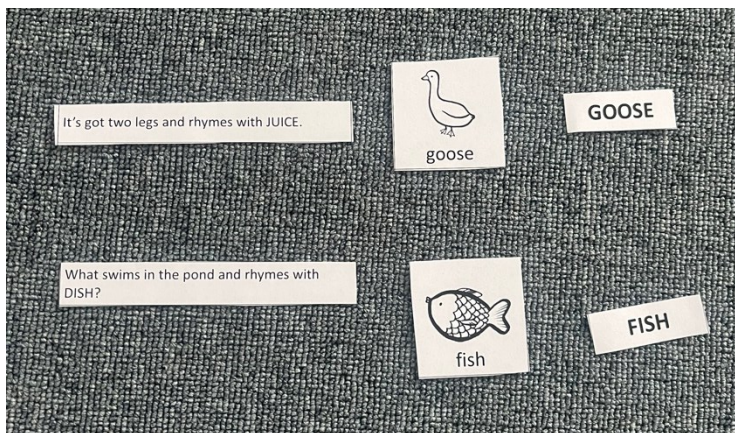 It's got two legs and rhymes with JUICE.
goose
GOOSE
What swims in the pond and rhymes with
DISH?
fish
FISH